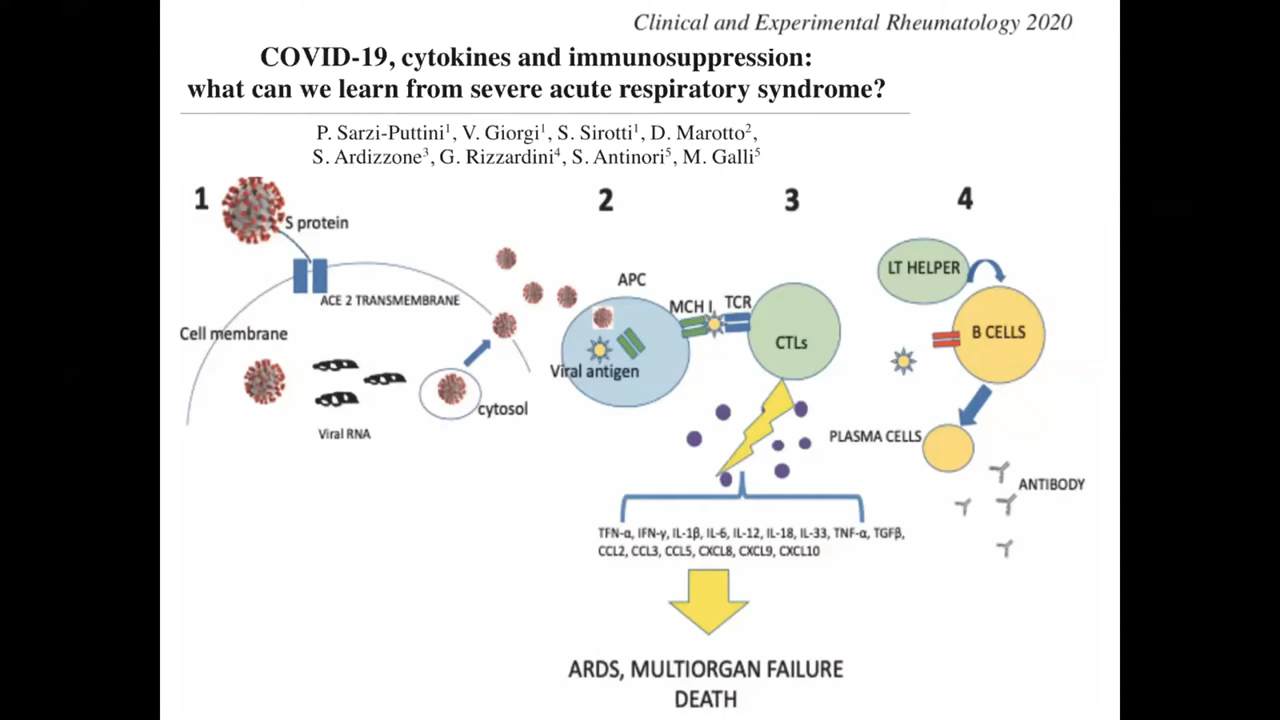 Clinical and Experimental Rheumatology 2020
COVID-19, cytokines and immunosuppression:
what can we learn from severe acute respiratory syndrome?
P. Sarzi-Puttini¹, V. Giorgi¹, S. Sirotti¹, D. Marotto²,
S. Ardizzone³, G. Rizzardini⁴, S. Antinori⁵, M. Galli⁵
1
S protein
ACE 2 TRANSMEMBRANE
Cell membrane
Viral RNA
cytosol
2
APC
MCH I
TCR
Viral antigen
3
CTLs
TFN-α, IFN-γ, IL-1β, IL-6, IL-12, IL-18, IL-33, TNF-α, TGFβ,
CCL2, CCL3, CCL5, CXCL8, CXCL9, CXCL10
ARDS, MULTIORGAN FAILURE
DEATH
4
LT HELPER
B CELLS
PLASMA CELLS
ANTIBODY